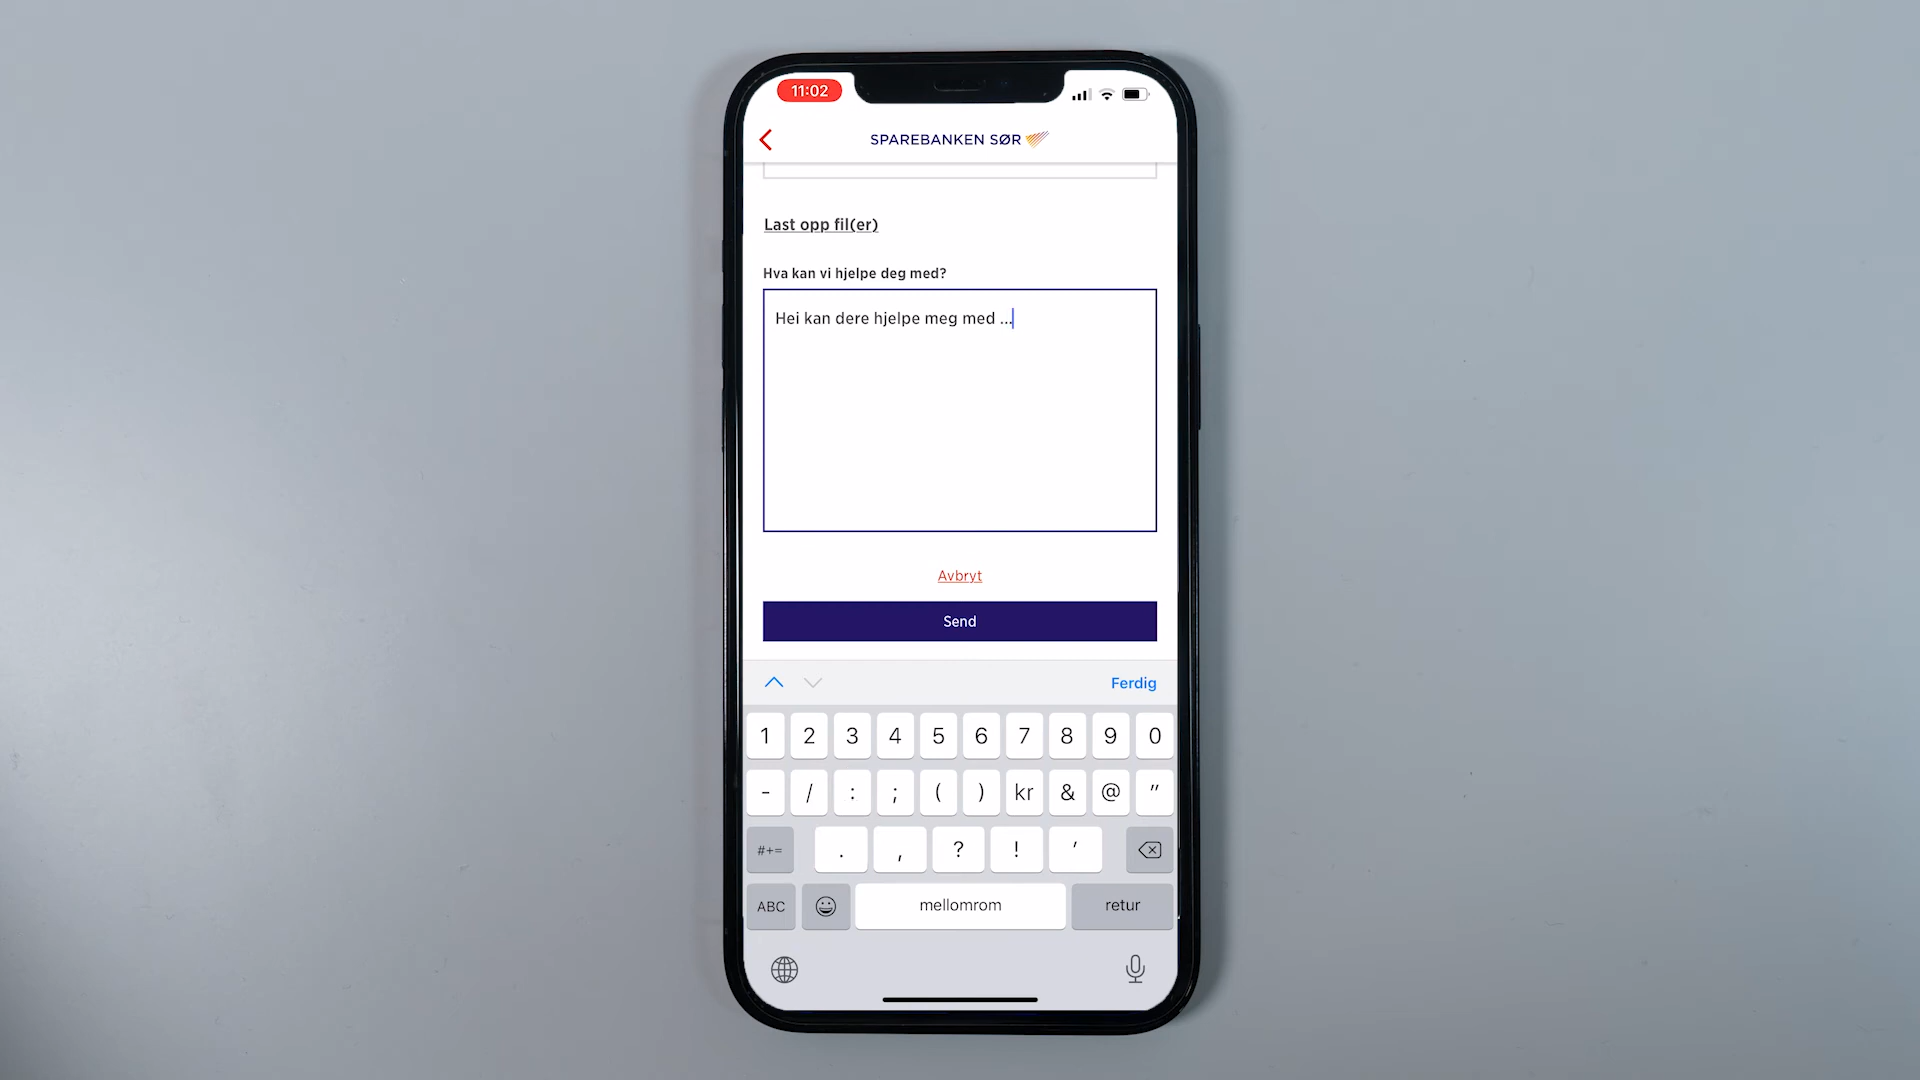 11:02
SPAREBANKEN SØR
Last opp fil(er)
Hva kan vi hjelpe deg med?
Hei kan dere hjelpe meg med ...
Avbryt
Send
Ferdig
1 2 3 4 5 6 7 8 9 0
- / : ; ( ) kr & @ "
#+= . , ? ! '
ABC mellomrom retur